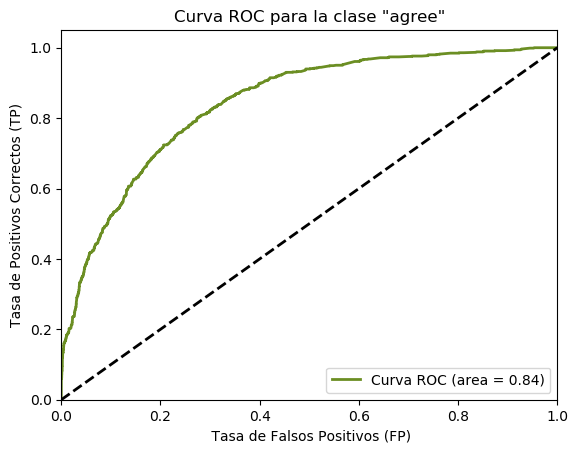 Curva ROC para la clase "agree"
Tasa de Positivos Correctos (TP)
1.0
0.8
0.6
0.4
0.2
0.0
Curva ROC (area = 0.84)
0.0 0.2 0.4 0.6 0.8 1.0
Tasa de Falsos Positivos (FP)